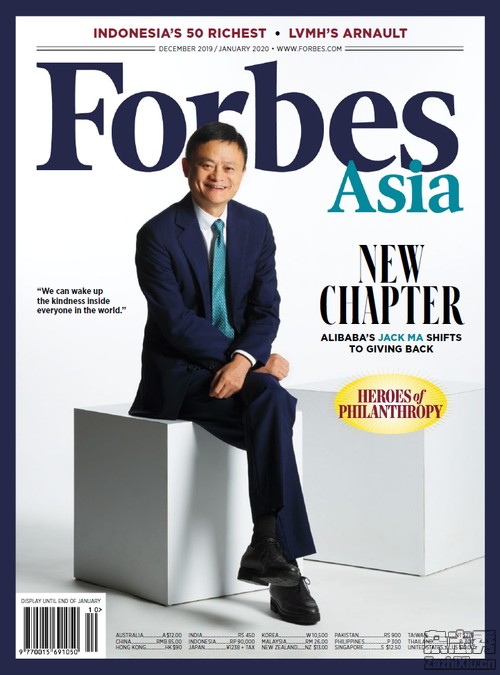 INDONESIA'S 50 RICHEST • LVMH'S ARNAULT
DECEMBER 2019 / JANUARY 2020 • WWW.FORBES.COM
Forbes
Asia
NEW
CHAPTER
ALIBABA'S JACK MA SHIFTS
TO GIVING BACK
"We can wake up
the kindness inside
everyone in the world."
HEROES of
PHILANTHROPY
DISPLAY UNTIL END OF JANUARY
10>
9 770015 691050
AUSTRALIA A$12.00 INDIA RS 450 KOREA W 10,500 PAKISTAN RS 900 TAIWAN
CHINA RMB 85.00 INDONESIA RP 90,000 MALAYSIA RM 26.00 PHILIPPINES P 300 THAILAND
HONG KONG HK$90 JAPAN ¥1238 + TAX NEW ZEALAND NZ $13.00 SINGAPORE $ 12.50 UNITED STATES
ZaZhiXiu.cn